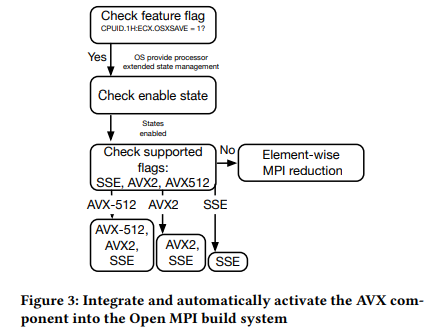 Check feature flag
CPUID.1H:ECX.OSXSAVE = 1?
Yes
OS provide processor
extended state management
Check enable state
States
enabled
Check supported
flags:
SSE, AVX2, AVX512
No
Element-wise
MPI reduction
AVX-512
AVX2
SSE
AVX-512,
AVX2,
SSE
AVX2,
SSE
SSE
Figure 3: Integrate and automatically activate the AVX com-
ponent into the Open MPI build system